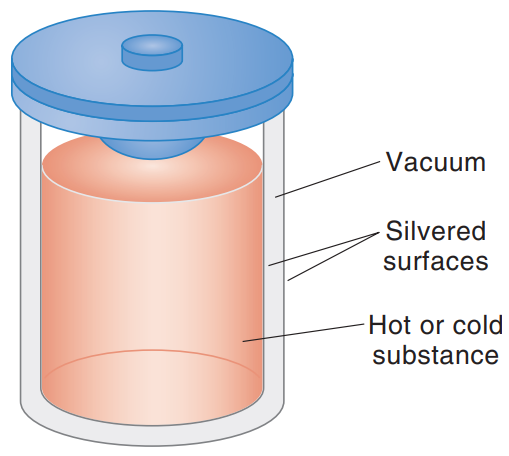 Vacuum
Silvered
surfaces
Hot or cold
substance